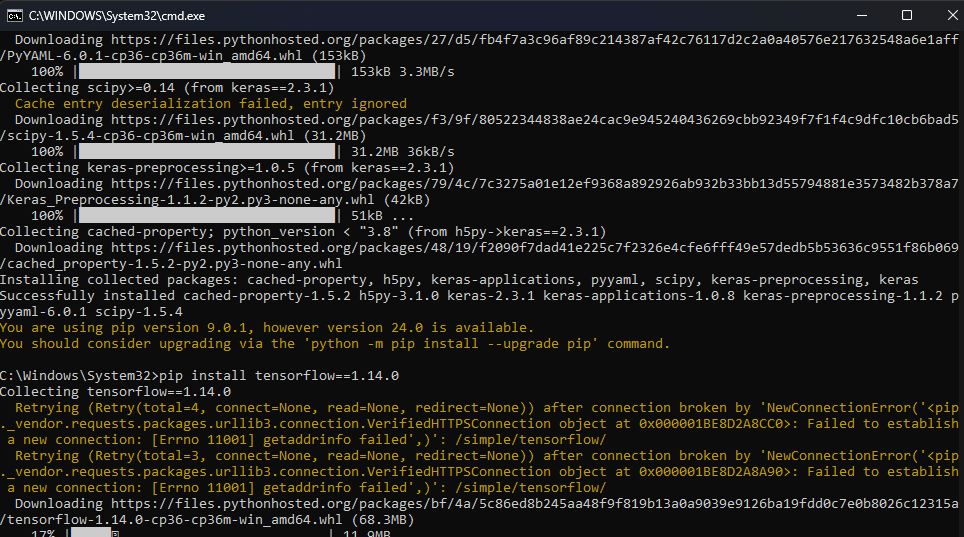 C:\WINDOWS\System32\cmd.exe
Downloading https://files.pythonhosted.org/packages/27/d5/fb4f7a3c96af89c214387af42c76117d2c2a0a40576e217632548a6e1aff
/PyYAML-6.0.1-cp36-cp36m-win_amd64.whl (153kB)
100% |████████████████████████████████| 153kB 3.3MB/s
Collecting scipy>=0.14 (from keras==2.3.1)
Cache entry deserialization failed, entry ignored
Downloading https://files.pythonhosted.org/packages/f3/9f/80522344838ae24cac9e945240436269cbb92349f7f1f4c9dfc10cb6bad5
/scipy-1.5.4-cp36-cp36m-win_amd64.whl (31.2MB)
100% |████████████████████████████████| 31.2MB 36kB/s
Collecting keras-preprocessing>=1.0.5 (from keras==2.3.1)
Downloading https://files.pythonhosted.org/packages/79/4c/7c3275a01e12ef9368a892926ab932b33bb13d55794881e3573482b378a7
/Keras_Preprocessing-1.1.2-py2.py3-none-any.whl (42kB)
100% |████████████████████████████████| 51kB ...
Collecting cached-property; python_version < "3.8" (from h5py->keras==2.3.1)
Downloading https://files.pythonhosted.org/packages/48/19/f2090f7dad41e225c7f2326e4cfe6fff49e57dedb5b53636c9551f86b069
/cached_property-1.5.2-py2.py3-none-any.whl
Installing collected packages: cached-property, h5py, keras-applications, pyyaml, scipy, keras-preprocessing, keras
Successfully installed cached-property-1.5.2 h5py-3.1.0 keras-2.3.1 keras-applications-1.0.8 keras-preprocessing-1.1.2 p
yyaml-6.0.1 scipy-1.5.4
You are using pip version 9.0.1, however version 24.0 is available.
You should consider upgrading via the 'python -m pip install --upgrade pip' command.
C:\Windows\System32>pip install tensorflow==1.14.0
Collecting tensorflow==1.14.0
Retrying (Retry(total=4, connect=None, read=None, redirect=None)) after connection broken by 'NewConnectionError('<pip
._vendor.requests.packages.urllib3.connection.VerifiedHTTPSConnection object at 0x000001BE8D2A8CC0>: Failed to establish
a new connection: [Errno 11001] getaddrinfo failed',)': /simple/tensorflow/
Retrying (Retry(total=3, connect=None, read=None, redirect=None)) after connection broken by 'NewConnectionError('<pip
._vendor.requests.packages.urllib3.connection.VerifiedHTTPSConnection object at 0x000001BE8D2A8A90>: Failed to establish
a new connection: [Errno 11001] getaddrinfo failed',)': /simple/tensorflow/
Downloading https://files.pythonhosted.org/packages/bf/4a/5c86ed8b245aa48f9f819b13a0a9039e9126ba19fdd0c7e0b8026c12315a
/tensorflow-1.14.0-cp36-cp36m-win_amd64.whl (68.3MB)
17% |█████ | 11.9MB